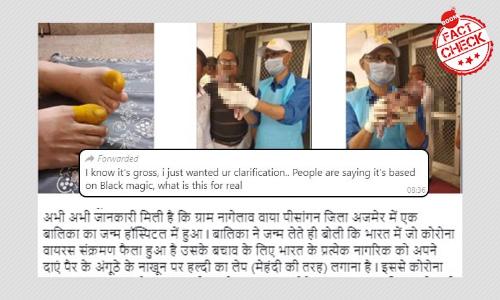 BOOM
FACT
CHECK
Forwarded
I know it's gross, i just wanted ur clarification.. People are saying it's based
on Black magic, what is this for real
08:36
अभी अभी जानकारी मिली है कि ग्राम नागेलाव वाया पीसांगन जिला अजमेर में एक
बालिका का जन्म हॉस्पिटल में हुआ। बालिका ने जन्म लेते ही बोली कि भारत में जो कोरोना
वायरस संक्रमण फैला हुआ है उसके बचाव के लिए भारत के प्रत्येक नागरिक को अपने
दाएं पैर के अंगूठे के नाखून पर हल्दी का लेप (मेहंदी की तरह) लगाना है। इससे कोरोना